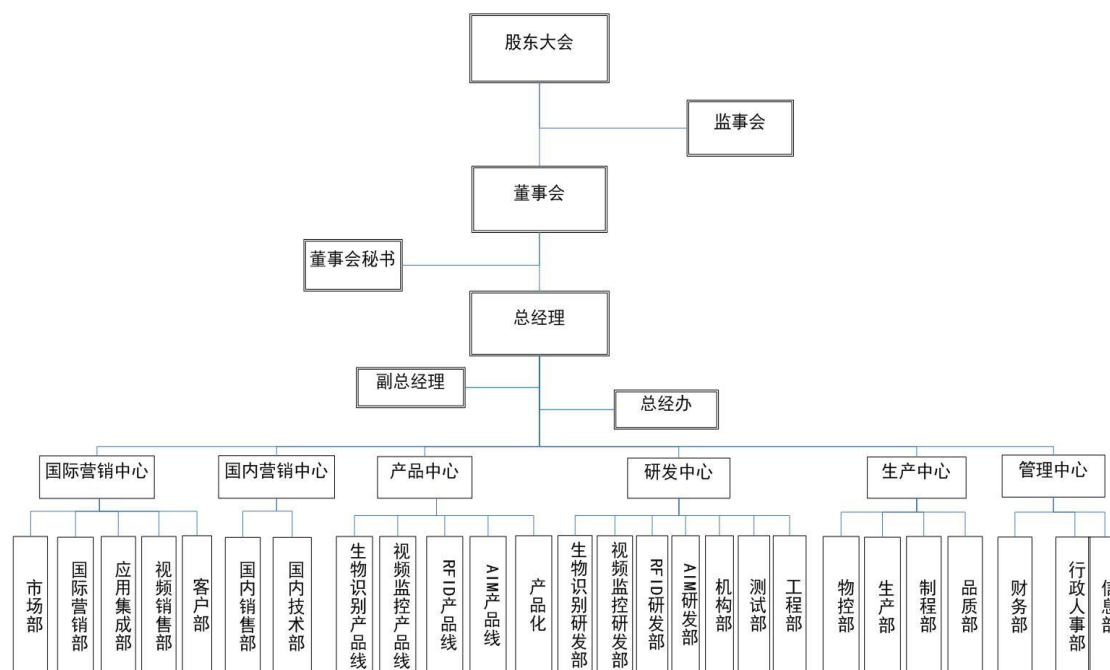 股东大会
监事会
董事会
董事会秘书
总经理
副总经理
总经办
国际营销中心
国内营销中心
产品中心
研发中心
生产中心
管理中心
市场部
国际营销部
应用集成部
视频销售部
客户部
国内销售部
国内技术部
生物识别产品线
视频监控产品线
RFID产品线
AIM产品线
产品化
生物识别研发部
视频监控研发部
RFID研发部
AIM研发部
机构部
测试部
工程部
物控部
生产部
制程部
品质部
财务部
行政人事部
信息部